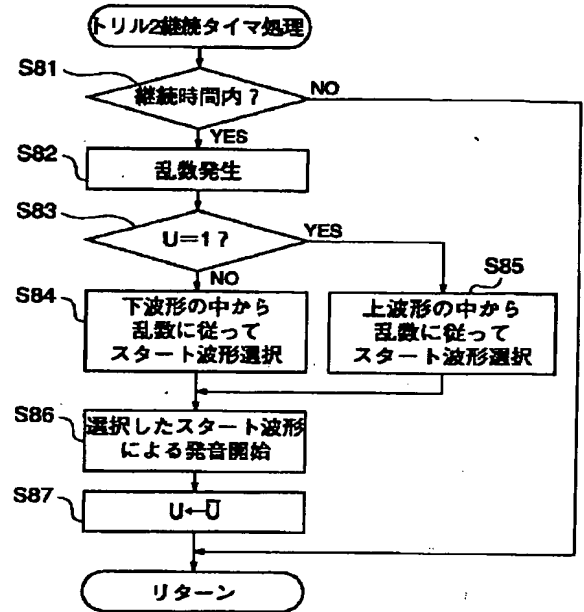 トリル2継続タイマ処理
S81
継続時間内?
NO
YES
S82
乱数発生
S83
U=1?
YES
NO
S84
下波形の中から
乱数に従って
スタート波形選択
S85
上波形の中から
乱数に従って
スタート波形選択
S86
選択したスタート波形
による発音開始
S87
U←U̅
リターン